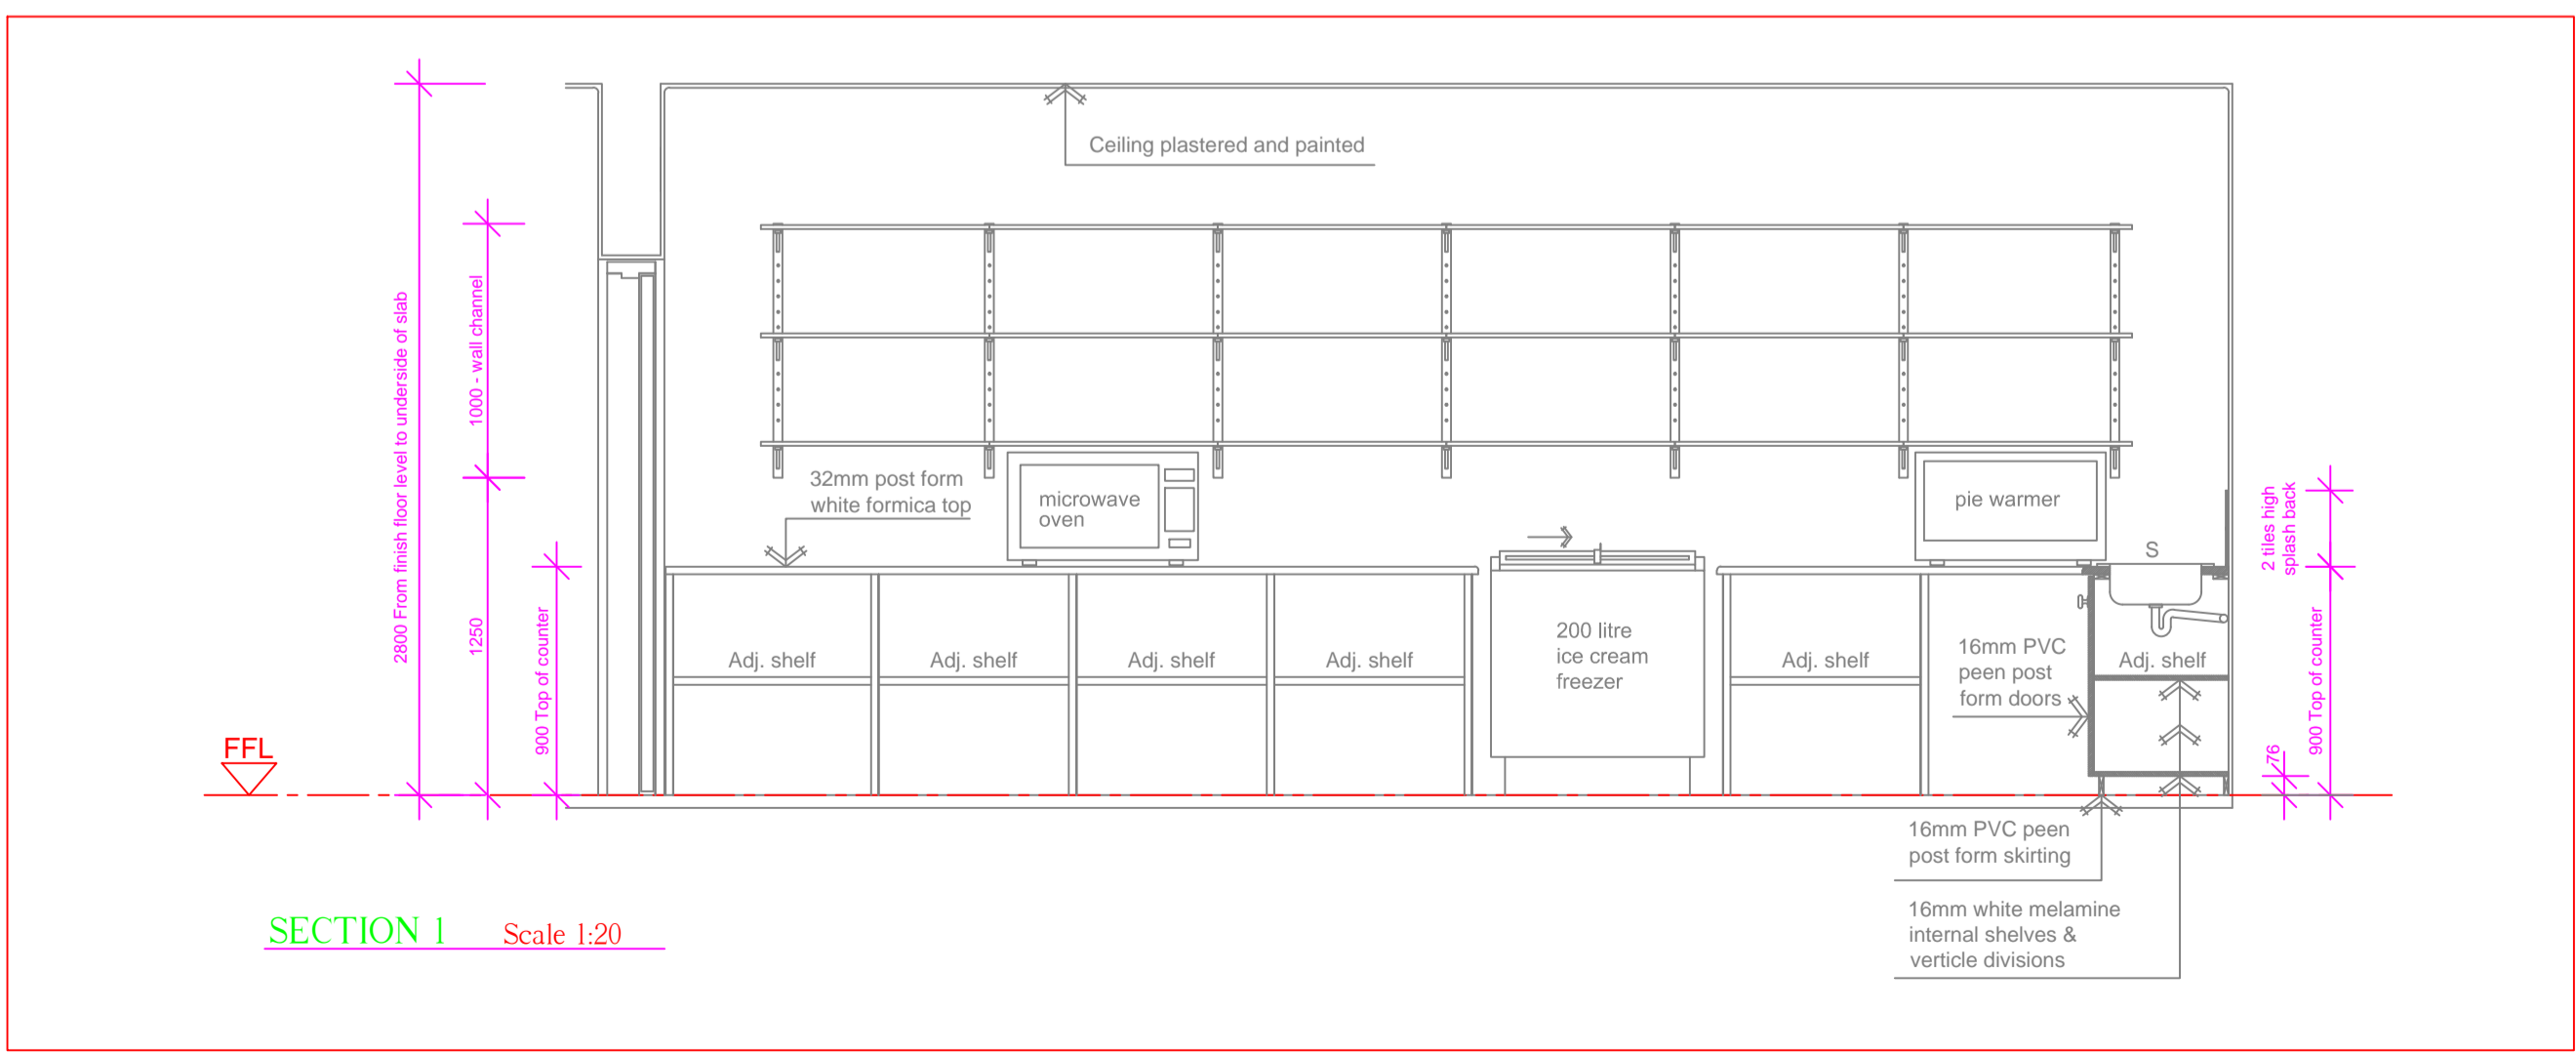 Ceiling plastered and painted
2800 From finish floor level to underside of slab
1000 - wall channel
1250
900 Top of counter
32mm post form
white formica top
microwave
oven
pie warmer
S
2 tiles high
splash back
Adj. shelf
Adj. shelf
Adj. shelf
Adj. shelf
200 litre
ice cream
freezer
Adj. shelf
16mm PVC
peen post
form doors
Adj. shelf
900 Top of counter
76
FFL
16mm PVC peen
post form skirting
16mm white melamine
internal shelves &
verticle divisions
SECTION 1
Scale 1:20